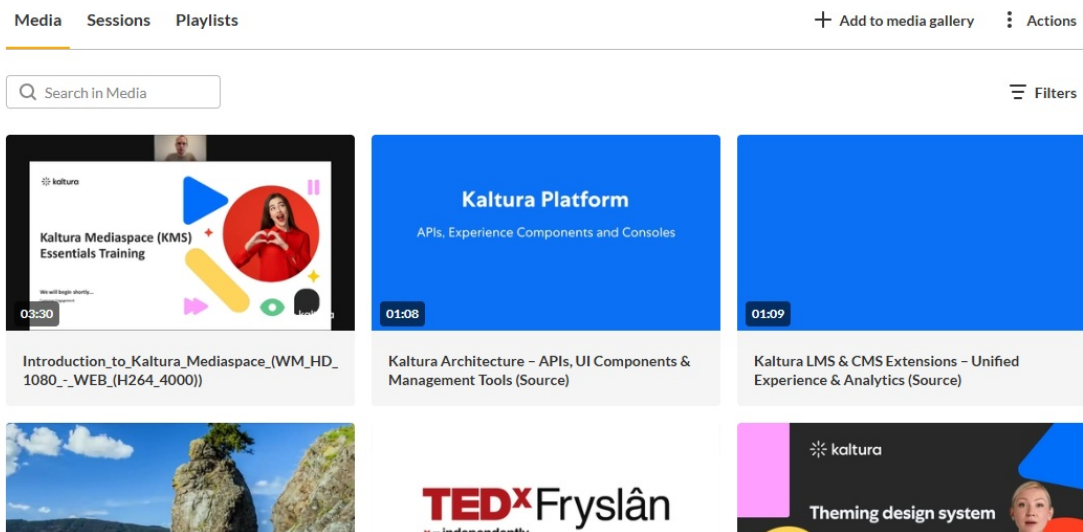 Media Sessions Playlists
Add to media gallery Actions
Search in Media
Filters
kaltura
Kaltura Mediaspace (KMS)
Essentials Training
We will begin shortly...
03:30
Introduction_to_Kaltura_Mediaspace_(WM_HD_
1080_-_WEB_(H264_4000))
Kaltura Platform
APIs, Experience Components and Consoles
01:08
Kaltura Architecture – APIs, UI Components &
Management Tools (Source)
01:09
Kaltura LMS & CMS Extensions – Unified
Experience & Analytics (Source)
TEDxFryslân
x = independently
kaltura
Theming design system